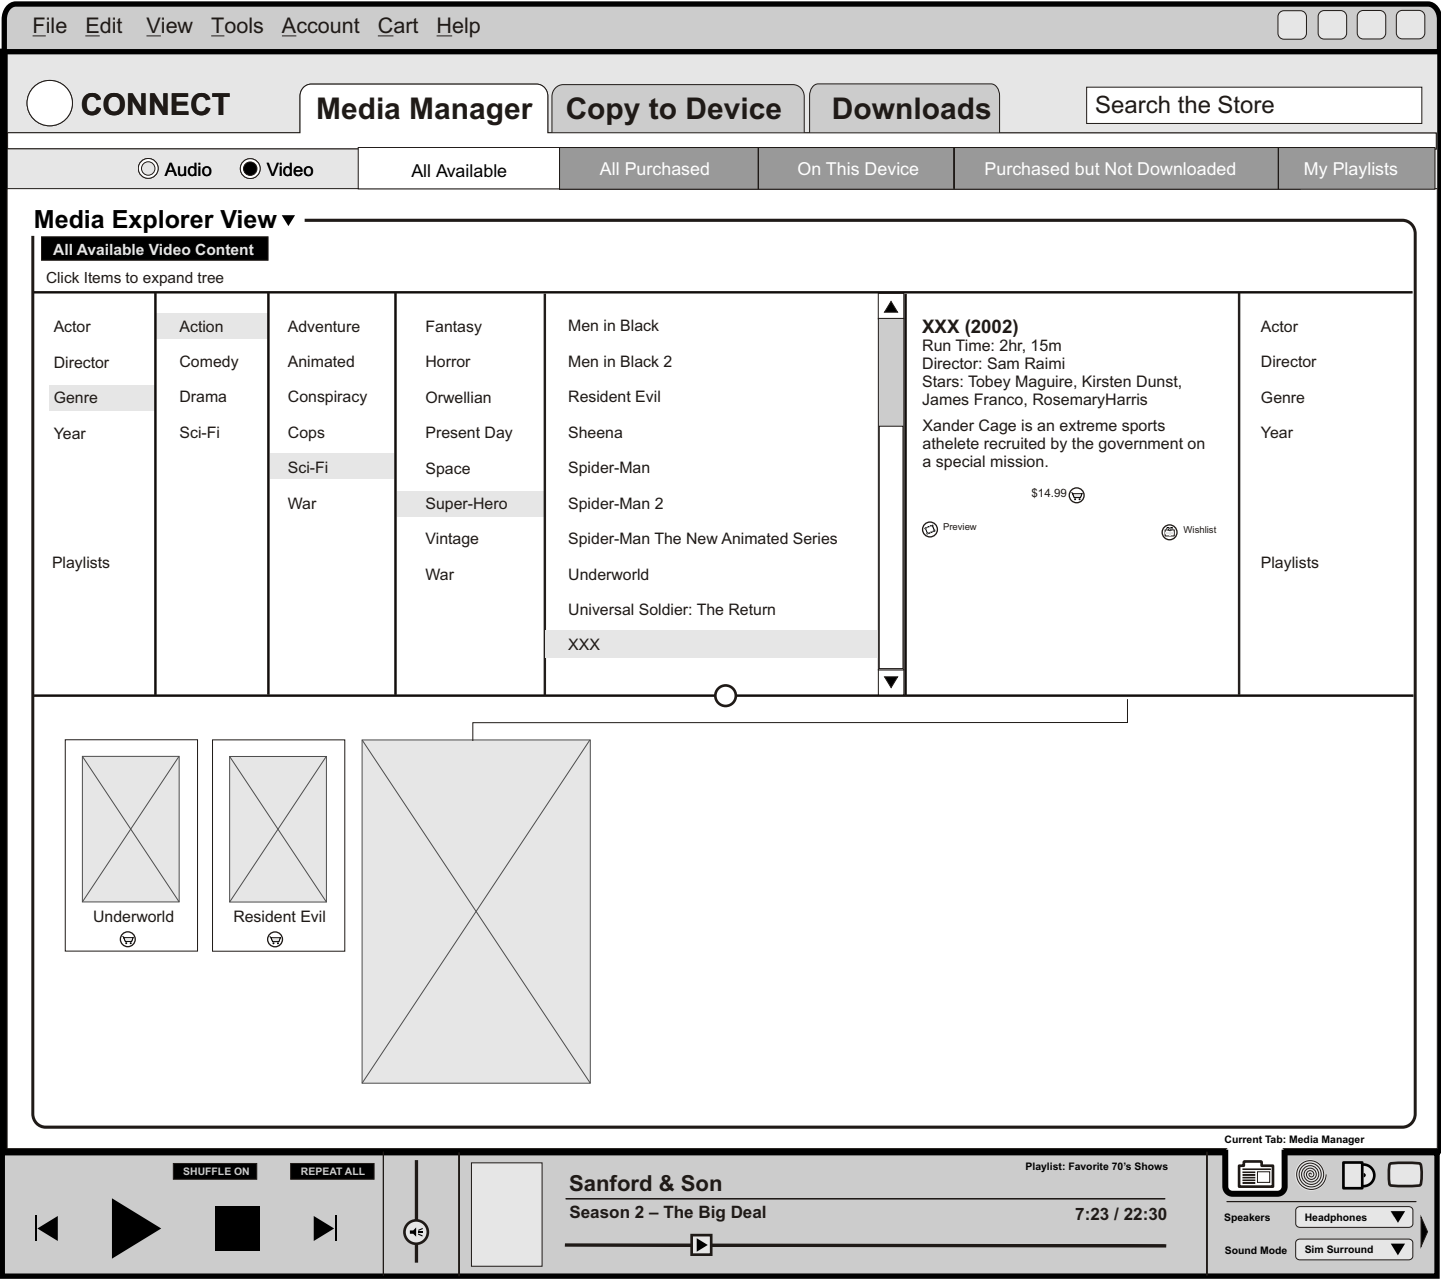 File Edit View Tools Account Cart Help
CONNECT
Media Manager
Copy to Device
Downloads
Search the Store
Audio
Video
All Available
All Purchased
On This Device
Purchased but Not Downloaded
My Playlists
Media Explorer View
All Available Video Content
Click Items to expand tree
Actor
Director
Genre
Year
Playlists
Action
Comedy
Drama
Sci-Fi
Adventure
Animated
Conspiracy
Cops
Sci-Fi
War
Fantasy
Horror
Orwellian
Present Day
Space
Super-Hero
Vintage
War
Men in Black
Men in Black 2
Resident Evil
Sheena
Spider-Man
Spider-Man 2
Spider-Man The New Animated Series
Underworld
Universal Soldier: The Return
XXX
XXX (2002)
Run Time: 2hr, 15m
Director: Sam Raimi
Stars: Tobey Maguire, Kirsten Dunst,
James Franco, RosemaryHarris
Xander Cage is an extreme sports
athelete recruited by the government on
a special mission.
$14.99
Preview
Wishlist
Actor
Director
Genre
Year
Playlists
Underworld
Resident Evil
Current Tab: Media Manager
SHUFFLE ON
REPEAT ALL
Playlist: Favorite 70's Shows
Sanford & Son
Season 2 – The Big Deal
7:23 / 22:30
Speakers
Headphones
Sound Mode
Sim Surround